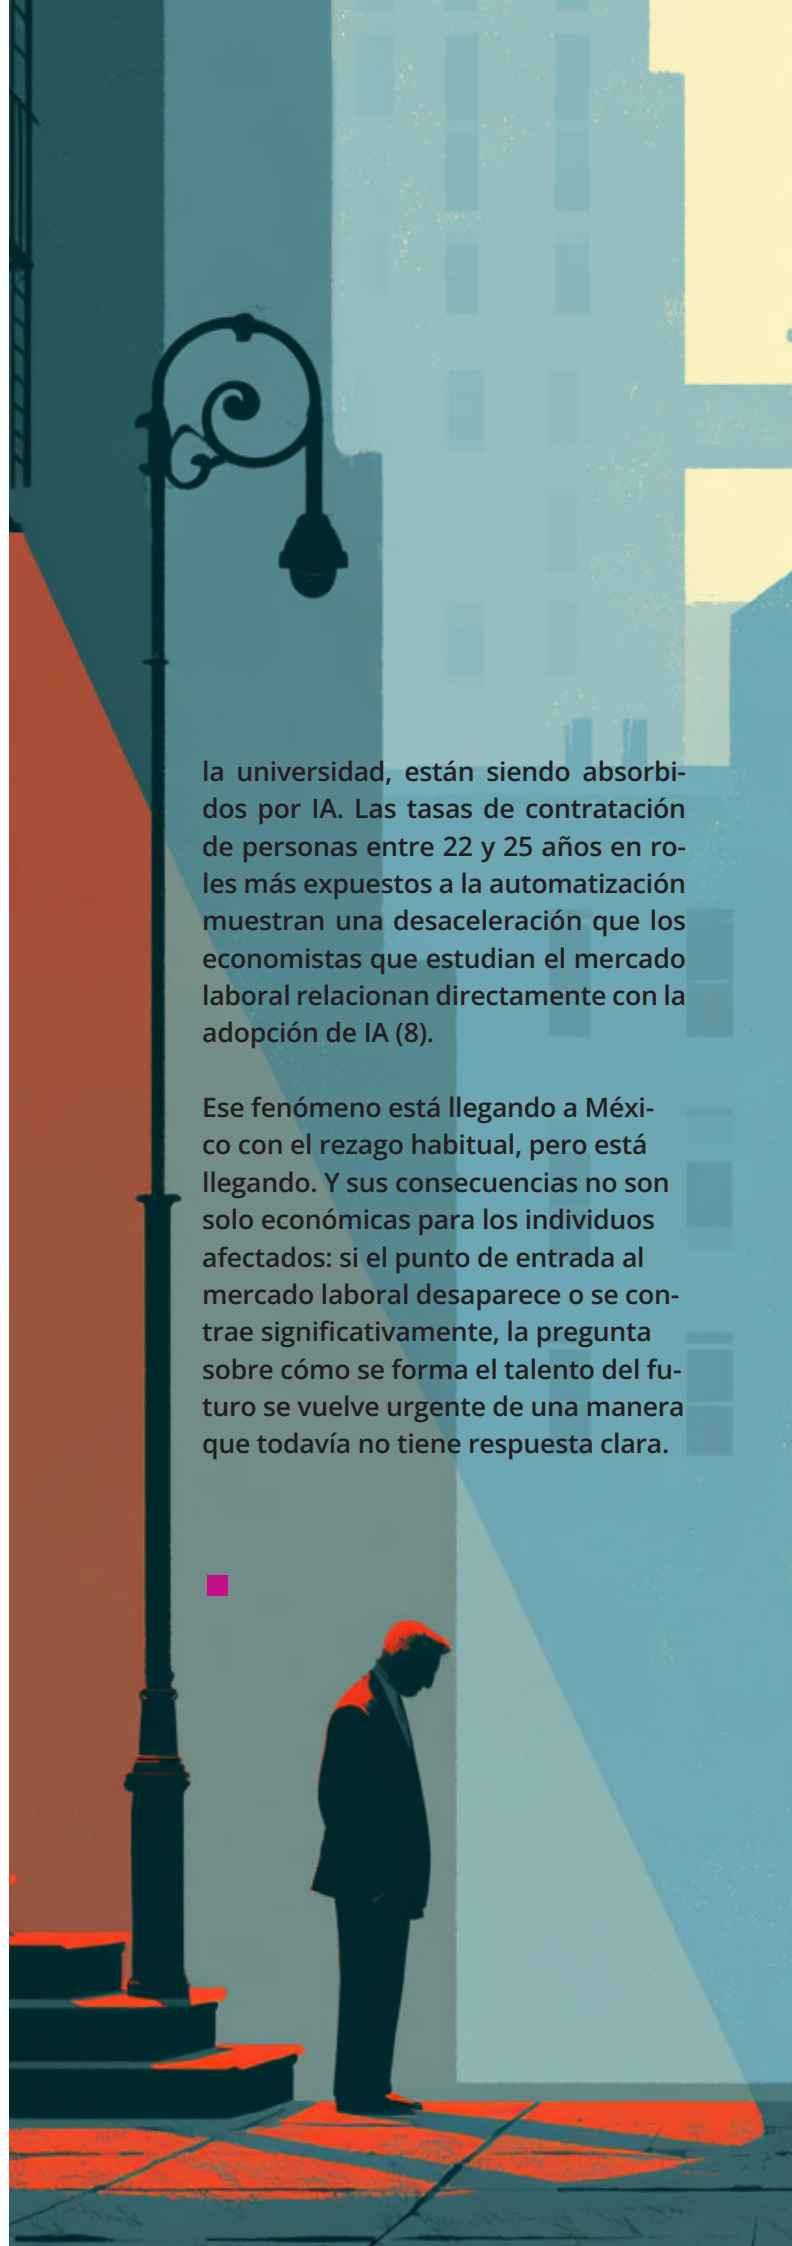 la universidad, están siendo absorbi-
dos por IA. Las tasas de contratación
de personas entre 22 y 25 años en ro-
les más expuestos a la automatización
muestran una desaceleración que los
economistas que estudian el mercado
laboral relacionan directamente con la
adopción de IA (8).
Ese fenómeno está llegando a Méxi-
co con el rezago habitual, pero está
llegando. Y sus consecuencias no son
solo económicas para los individuos
afectados: si el punto de entrada al
mercado laboral desaparece o se con-
trae significativamente, la pregunta
sobre cómo se forma el talento del fu-
turo se vuelve urgente de una manera
que todavía no tiene respuesta clara.